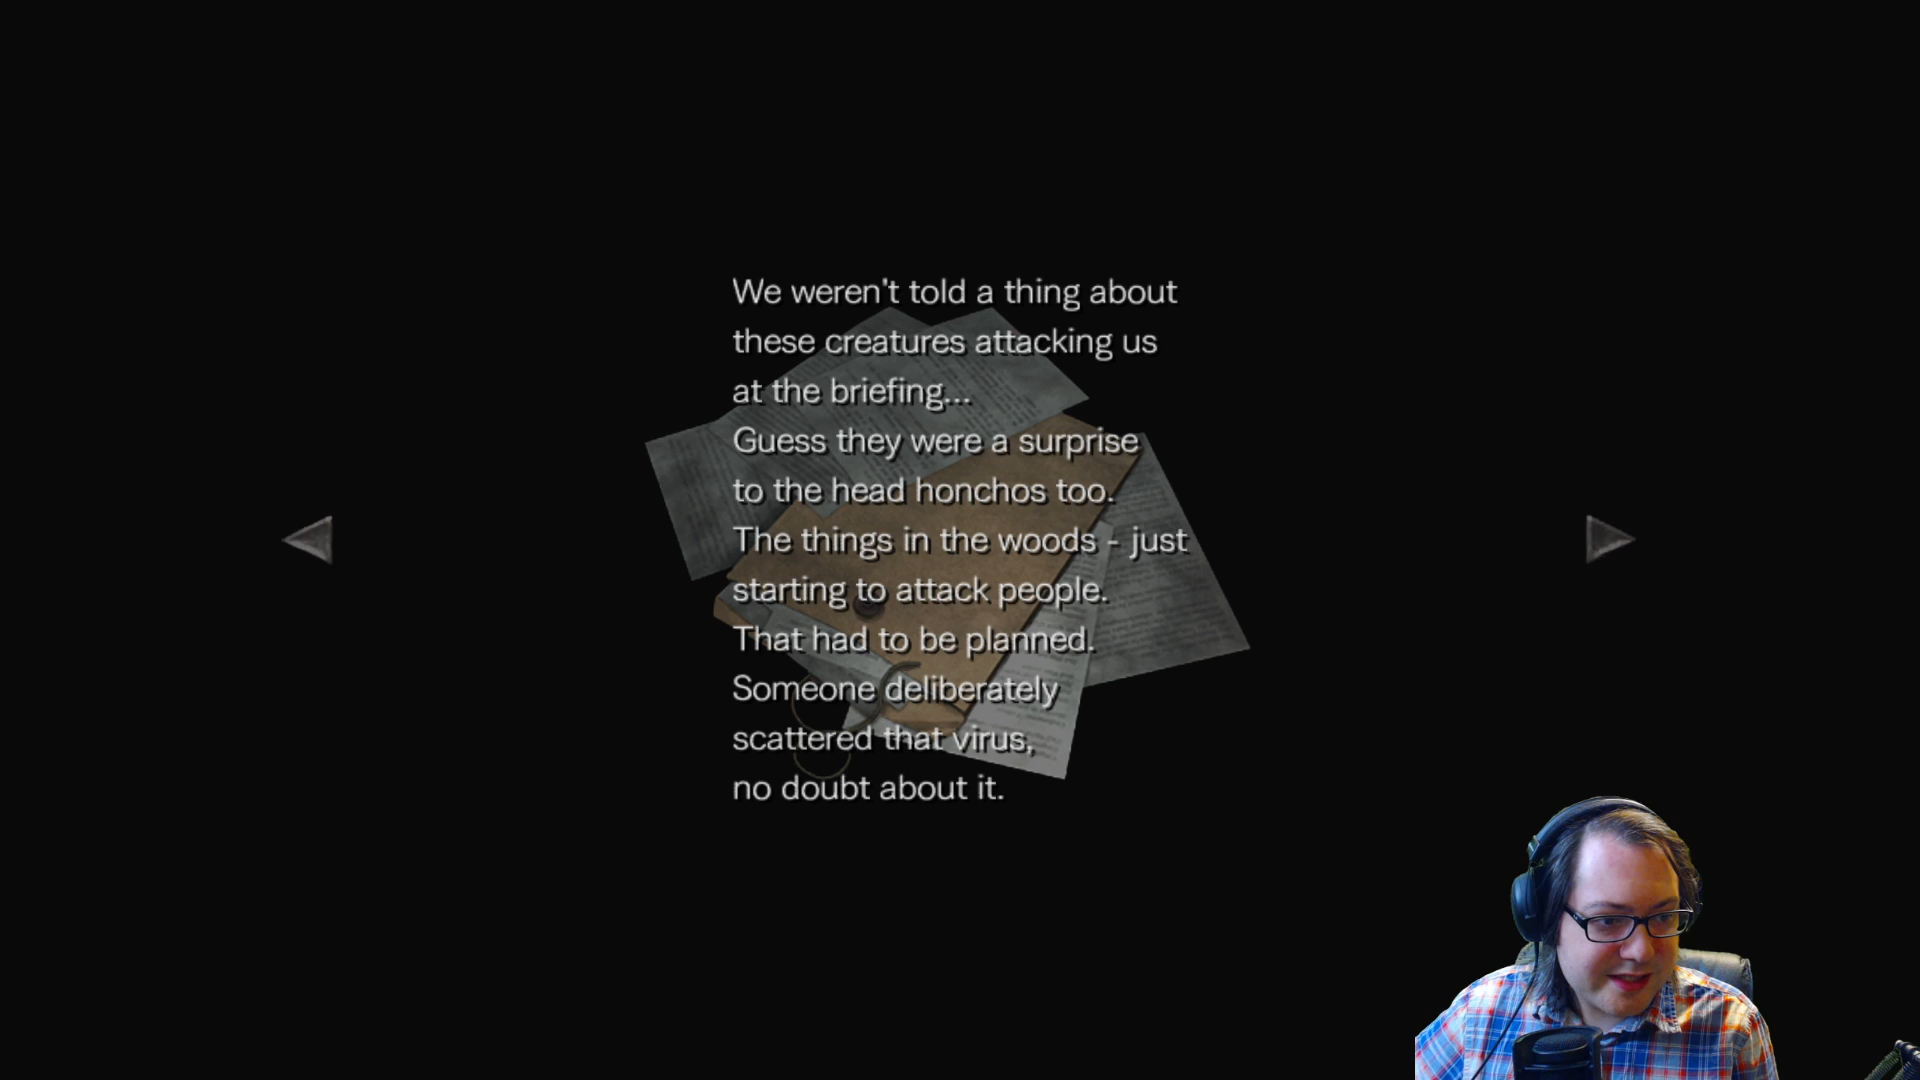 We weren't told a thing about
these creatures attacking us
at the briefing...
Guess they were a surprise
to the head honchos too.
The things in the woods - just
starting to attack people.
That had to be planned.
Someone deliberately
scattered that virus,
no doubt about it.